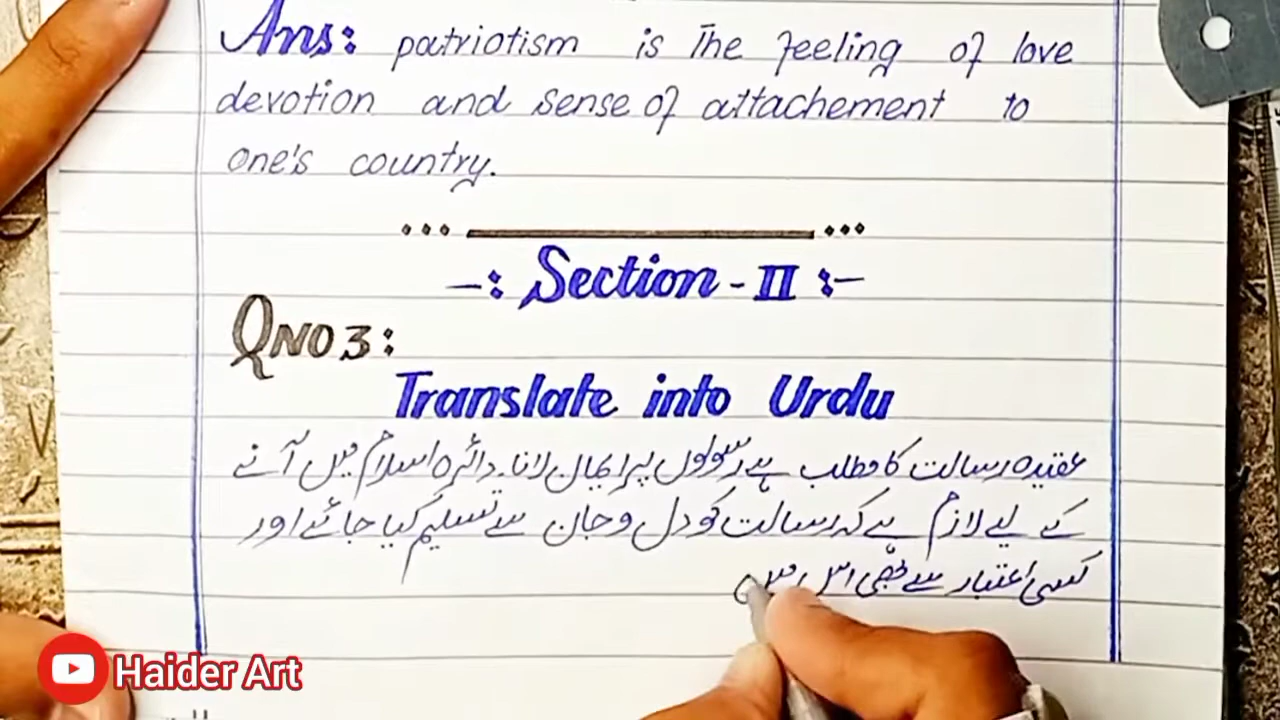 Ans: patriotism is The feeling of love
devotion and sense of attachement to
one's country.
-: Section - II :-
QNO 3:
Translate into Urdu
عقیدہ رسالت کا مطلب ہے رسولوں پر ایمان لانا۔ دائرہ اسلام میں آنے
کے لیے لازم ہے کہ رسالت کو دل و جان سے تسلیم کیا جائے اور
کسی اعتبار سے بھی اس میں
Haider Art